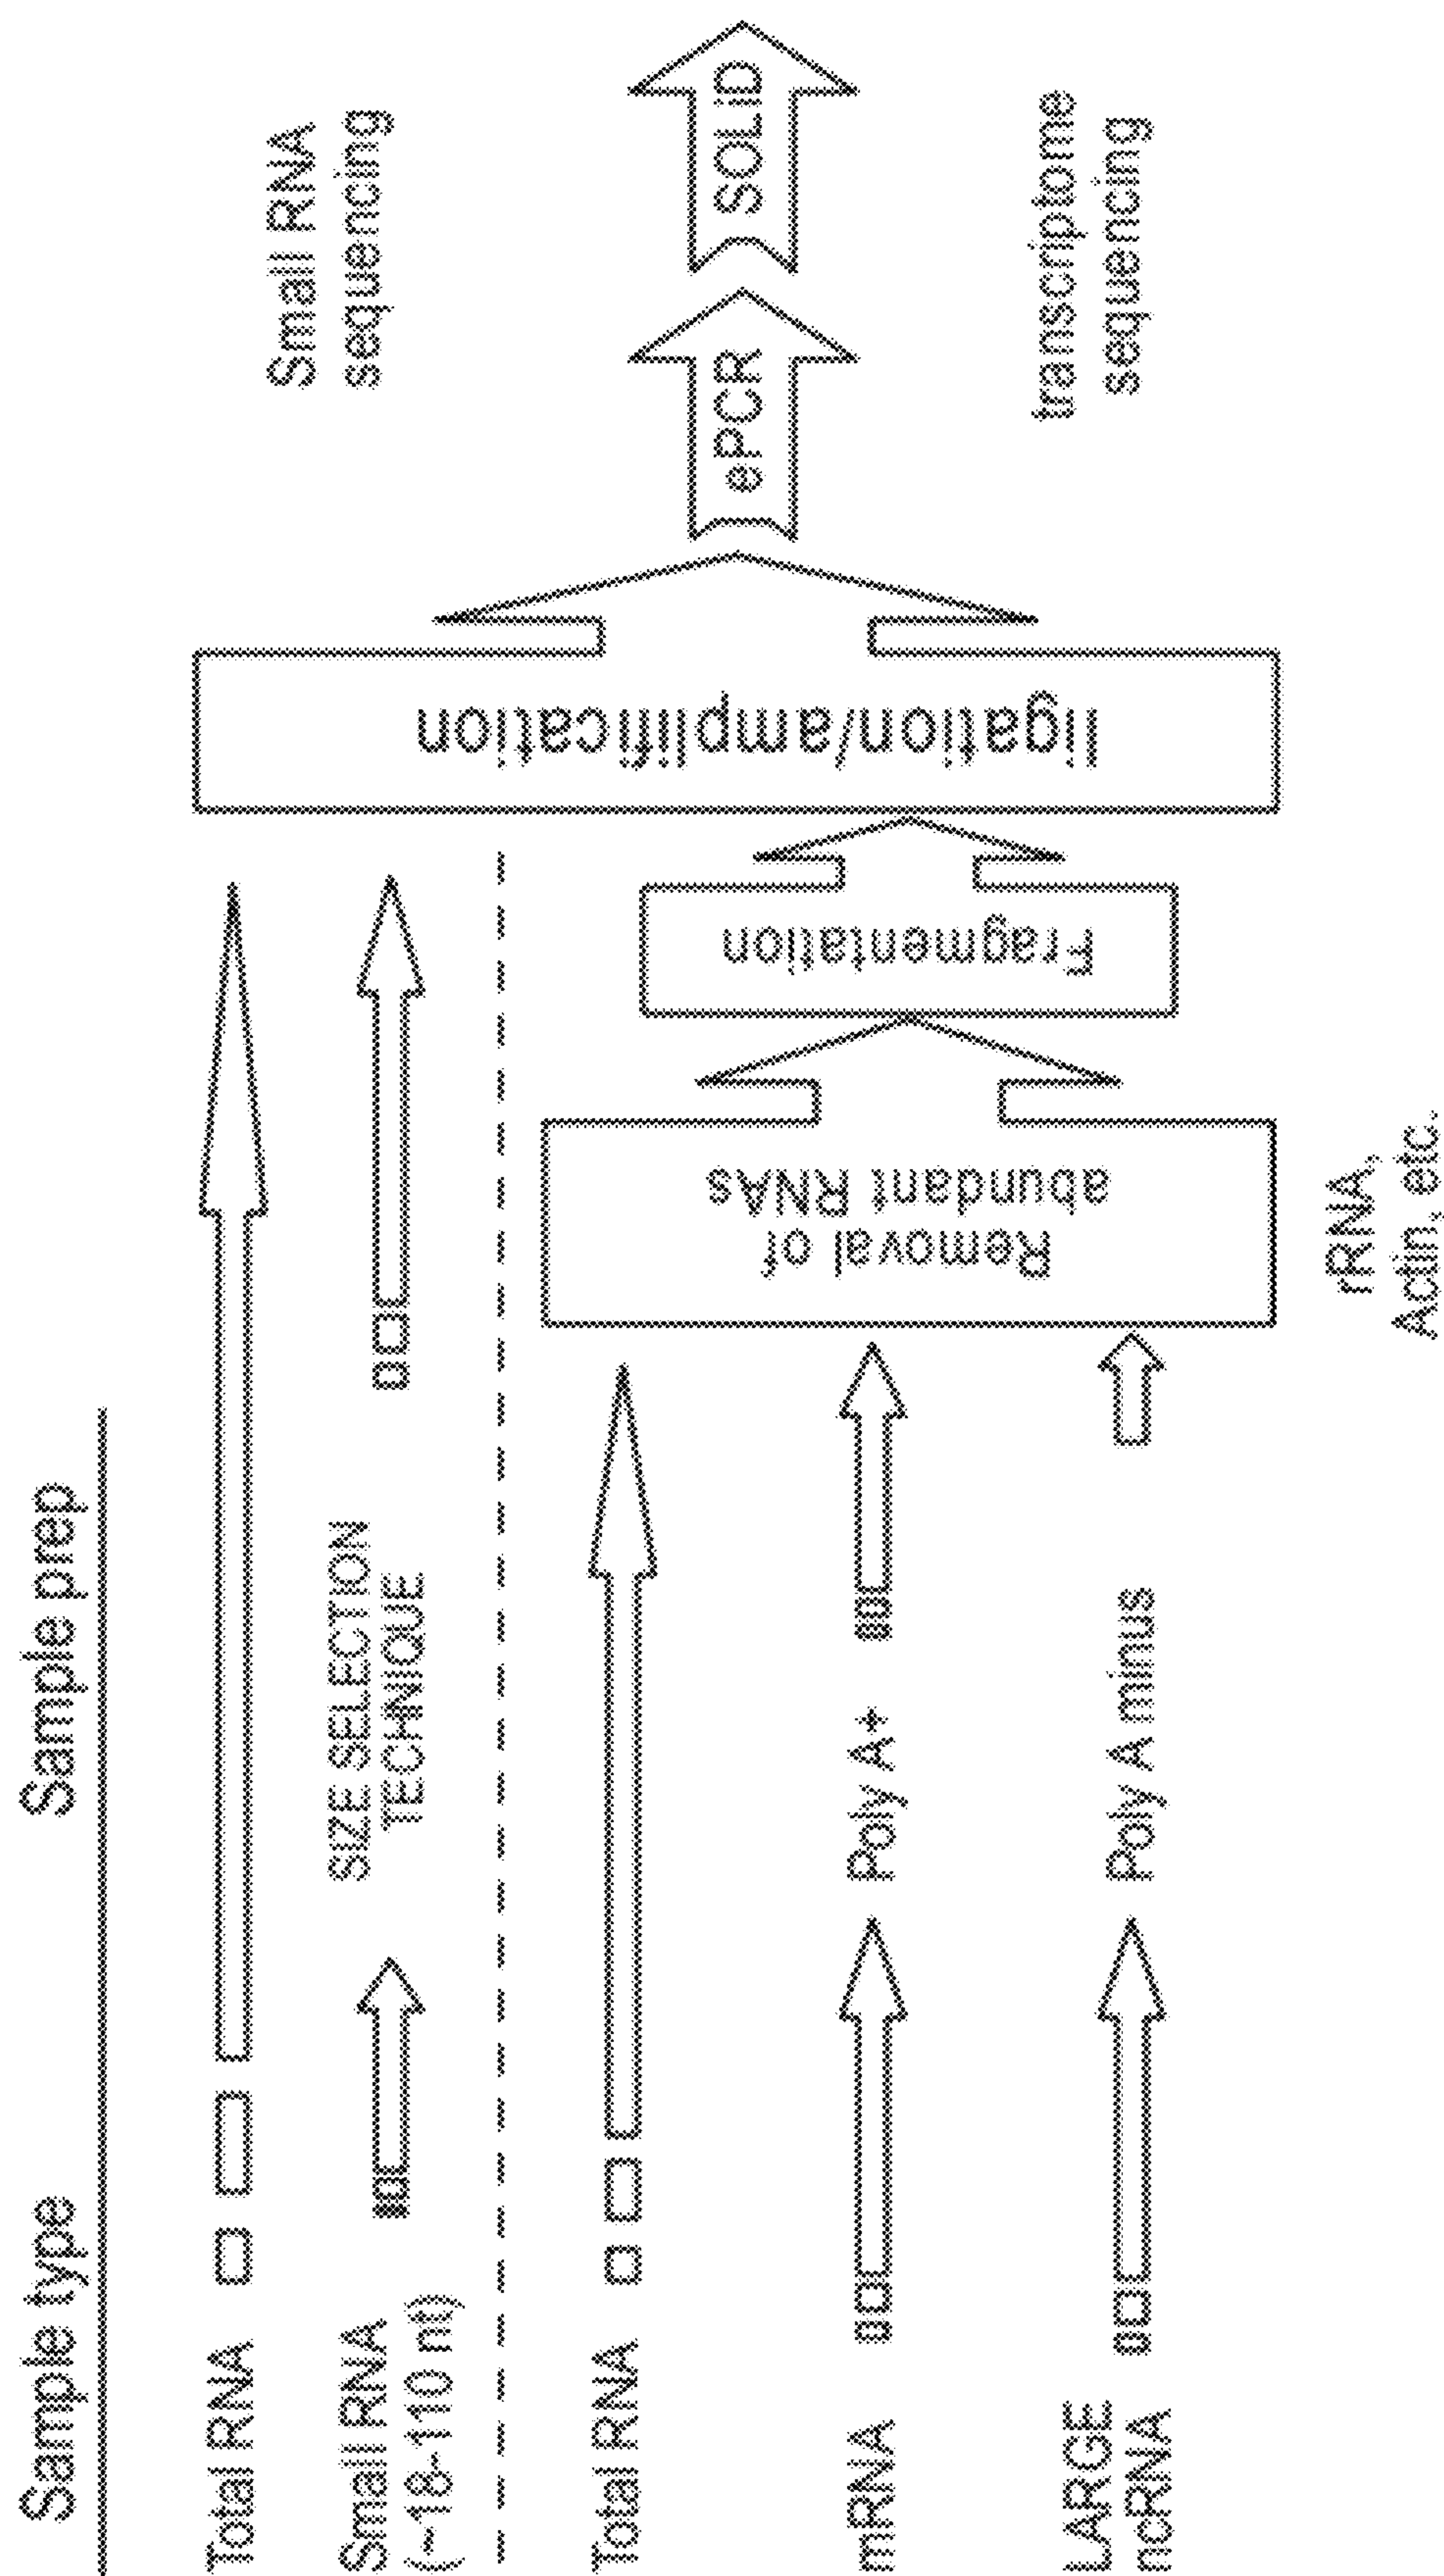 Sample type
Sample prep
Total RNA
Small RNA
(~18-110 nt)
SIZE SELECTION
TECHNIQUE
Small RNA
sequencing
Total RNA
mRNA
Poly A+
LARGE
ncRNA
Poly A minus
Removal of
abundant RNAs
rRNA,
Actin, etc.
Fragmentation
ligation/amplification
ePCR
SOLiD
transcriptome
sequencing